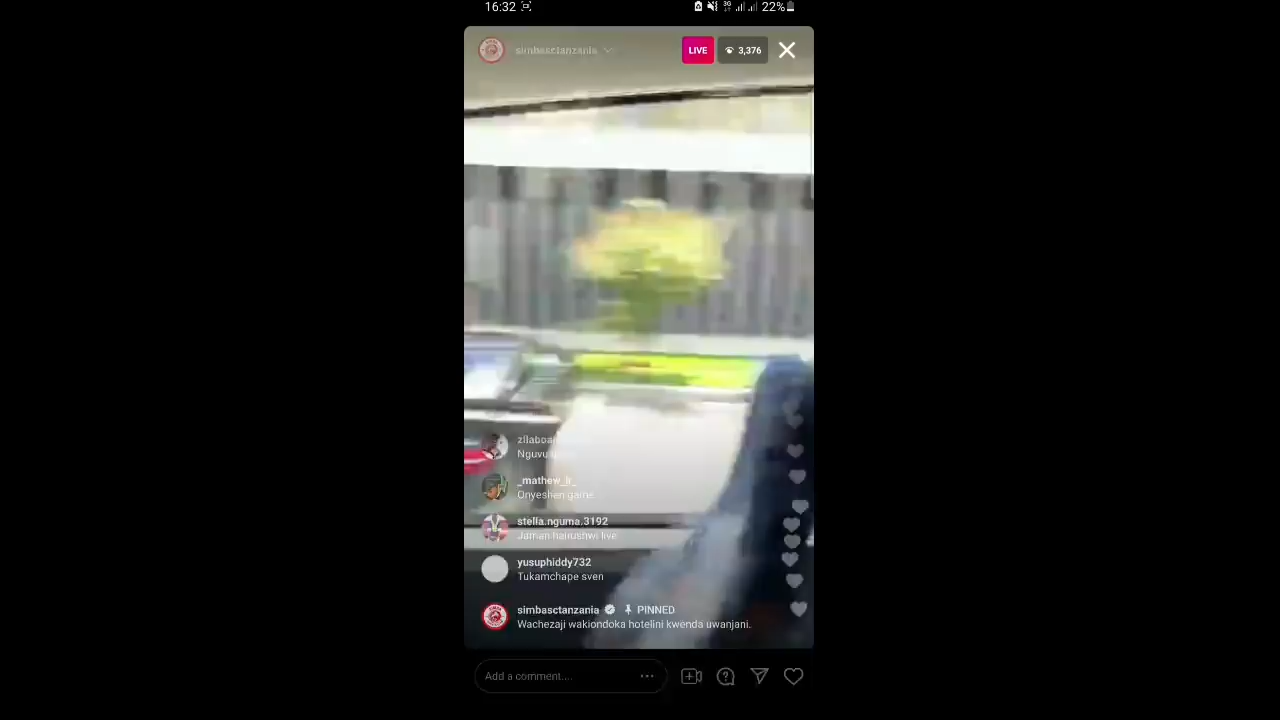 16:32
3G
22%
simbasctanzania
LIVE
3,376
_mathew_li_
Onyeshen game
stella.nguma.3192
Jaman hairushwi live
yusuphiddy732
Tukamchape sven
simbasctanzania PINNED
Wachezaji wakiondoka hotelini kwenda uwanjani.
Add a comment....